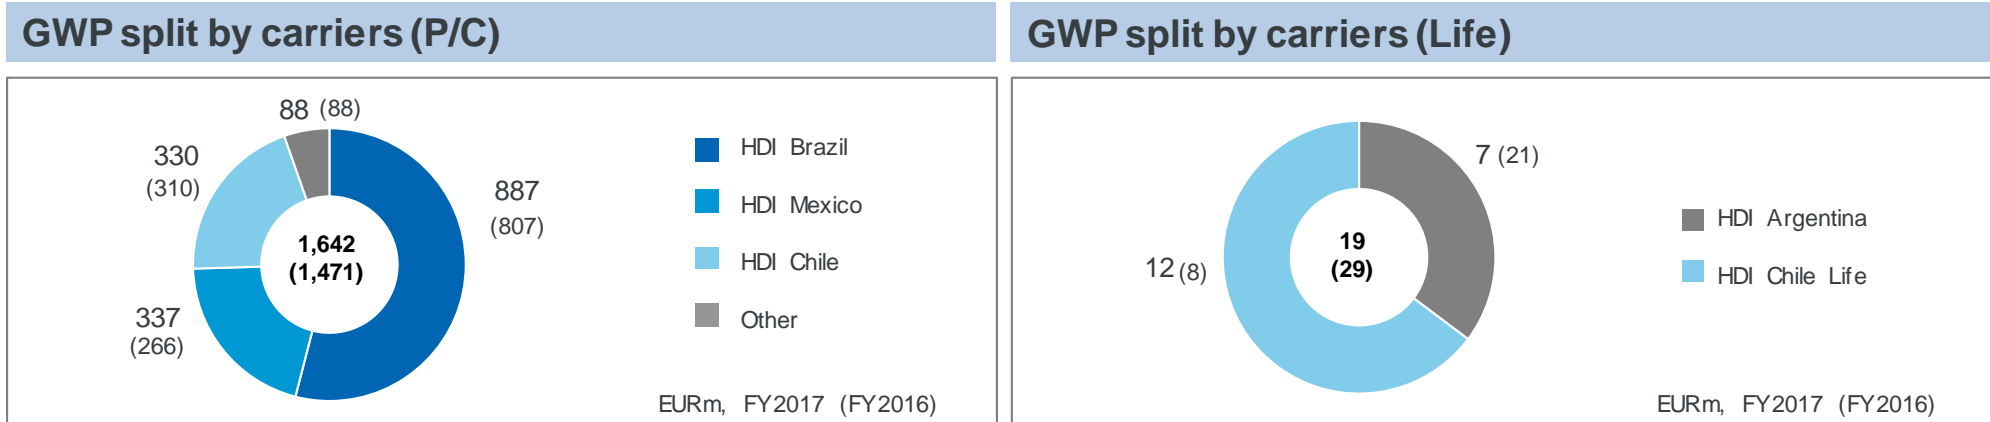 GWP split by carriers (P/C)
88 (88)
330
(310)
887
(807)
1,642
(1,471)
337
(266)
HDI Brazil
HDI Mexico
HDI Chile
Other
EURm, FY2017 (FY2016)
GWP split by carriers (Life)
7 (21)
19
(29)
12 (8)
HDI Argentina
HDI Chile Life
EURm, FY2017 (FY2016)